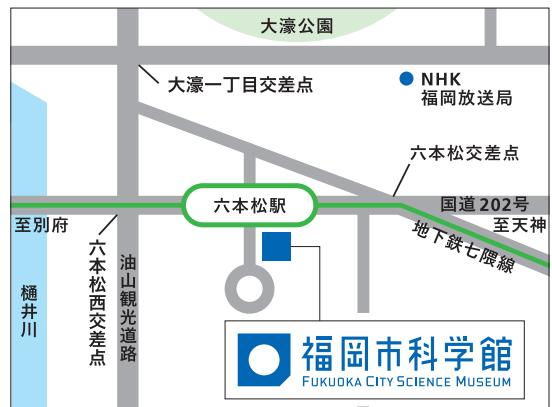 大濠公園
大濠一丁目交差点
NHK
福岡放送局
六本松交差点
六本松駅
国道202号
至別府
至天神
地下鉄七隈線
六本松西交差点
油山観光道路
樋井川
福岡市科学館
FUKUOKA CITY SCIENCE MUSEUM